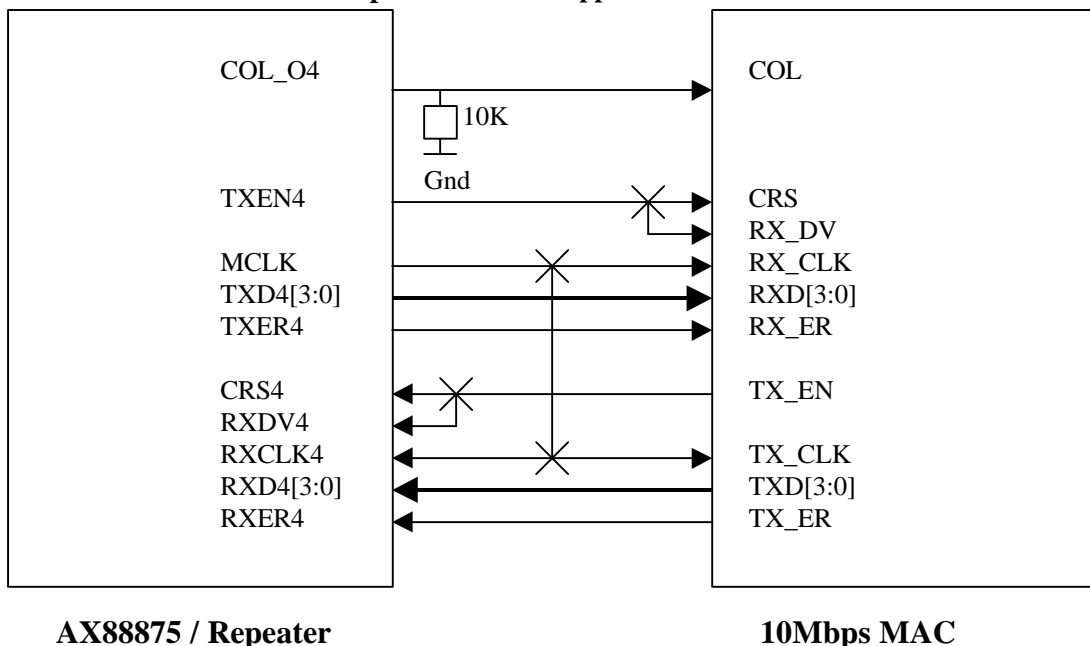 COL_O4 COL
10K
Gnd
TXEN4 CRS
RX_DV
MCLK RX_CLK
TXD4[3:0] RXD[3:0]
TXER4 RX_ER
CRS4 TX_EN
RXDV4
RXCLK4 TX_CLK
RXD4[3:0] TXD[3:0]
RXER4 TX_ER
AX88875 / Repeater 10Mbps MAC